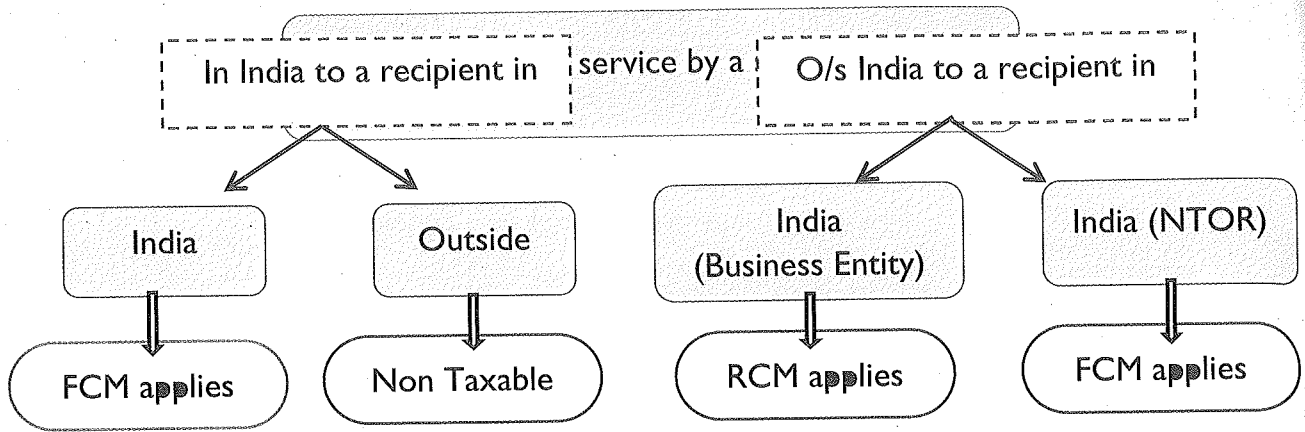 In India to a recipient in
service by a
O/s India to a recipient in
India
Outside
India
(Business Entity)
India (NTOR)
FCM applies
Non Taxable
RCM applies
FCM applies